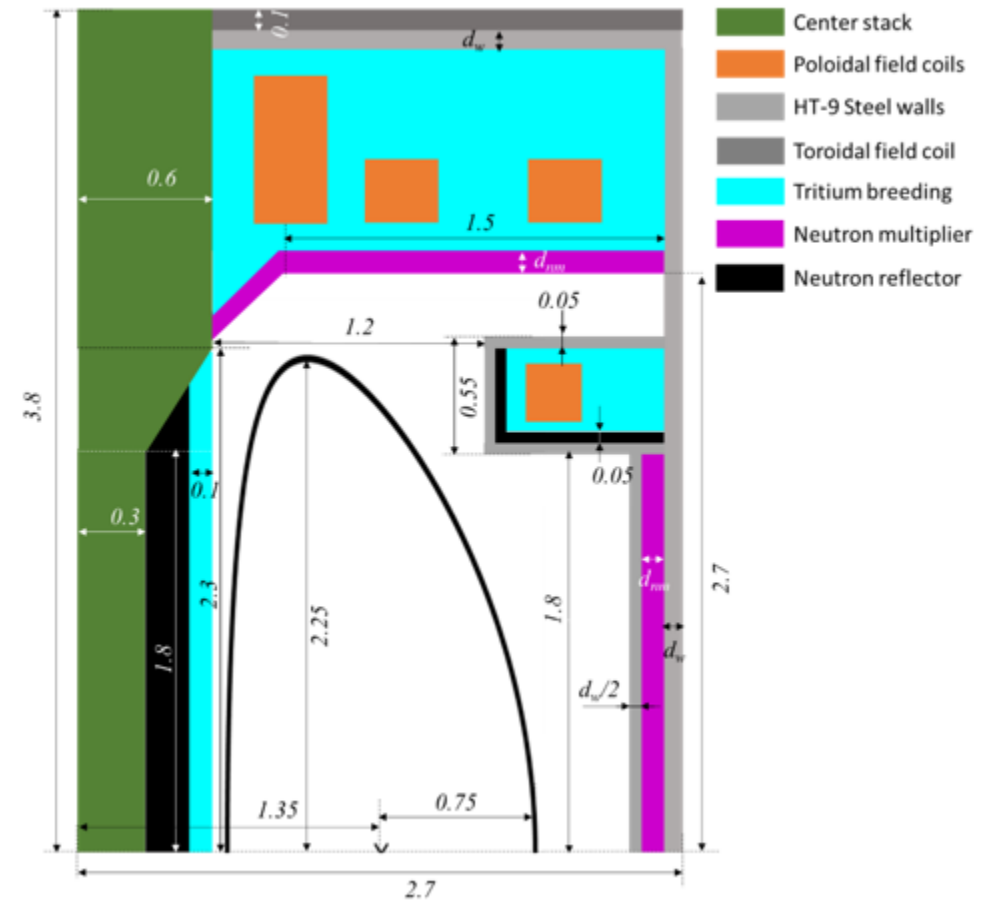 0.1
d_w
0.6
1.5
d_nm
0.05
1.2
3.8
0.55
0.05
0.1
0.3
2.7
2.3
d_nm
2.25
1.8
1.8
d_w
d_w/2
1.35
0.75
2.7
Center stack
Poloidal field coils
HT-9 Steel walls
Toroidal field coil
Tritium breeding
Neutron multiplier
Neutron reflector